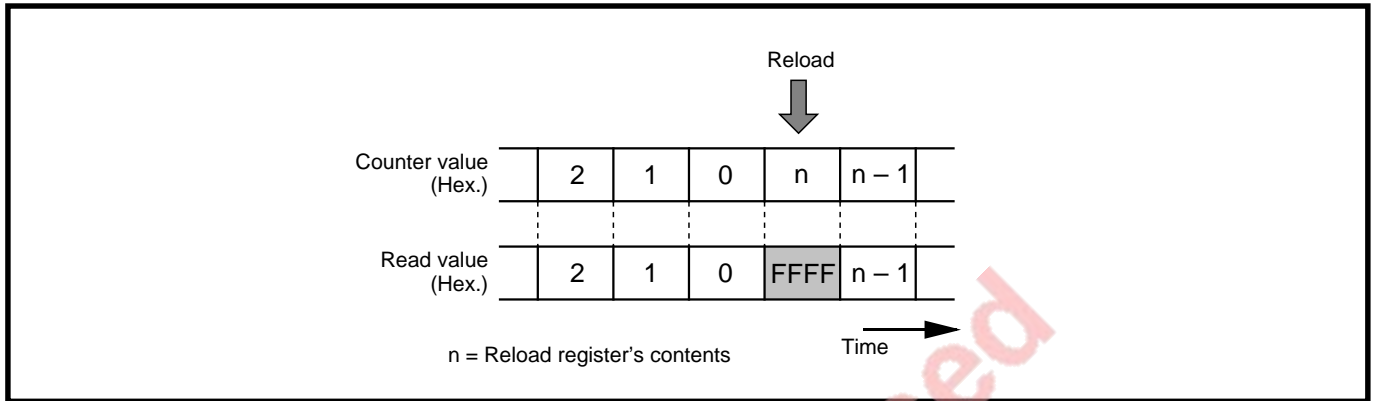 Reload
Counter value
(Hex.)
2 1 0 n n – 1
Read value
(Hex.)
2 1 0 FFFF n – 1
Time
n = Reload register's contents